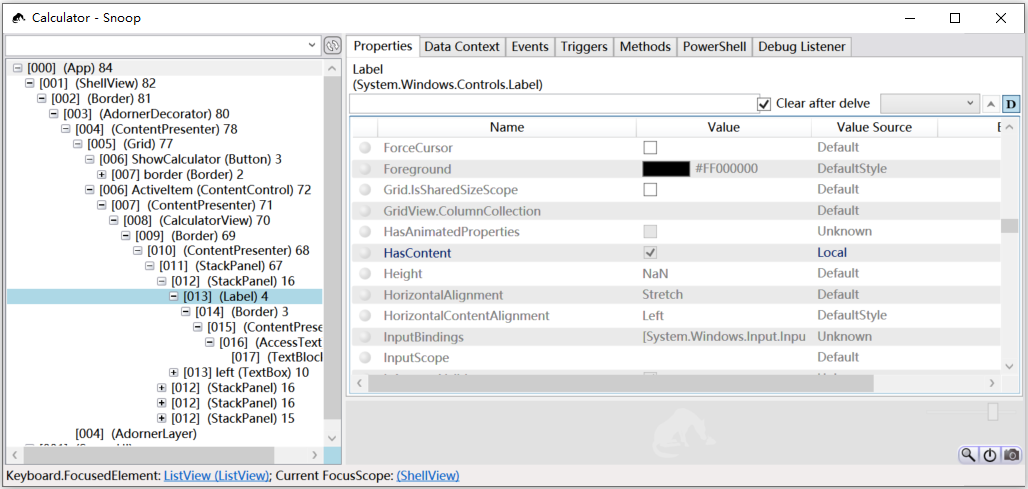 Calculator - Snoop
Properties Data Context Events Triggers Methods PowerShell Debug Listener
[000] (App) 84
[001] (ShellView) 82
[002] (Border) 81
[003] (AdornerDecorator) 80
[004] (ContentPresenter) 78
[005] (Grid) 77
[006] ShowCalculator (Button) 3
[007] border (Border) 2
[006] ActiveItem (ContentControl) 72
[007] (ContentPresenter) 71
[008] (CalculatorView) 70
[009] (Border) 69
[010] (ContentPresenter) 68
[011] (StackPanel) 67
[012] (StackPanel) 16
[013] (Label) 4
[014] (Border) 3
[015] (ContentPrese
[016] (AccessText
[017] (TextBlocl
[013] left (TextBox) 10
[012] (StackPanel) 16
[012] (StackPanel) 16
[012] (StackPanel) 15
[004] (AdornerLayer)
Label
(System.Windows.Controls.Label)
Clear after delve D
Name Value Value Source
ForceCursor Default
Foreground #FF000000 DefaultStyle
Grid.IsSharedSizeScope Default
GridView.ColumnCollection Default
HasAnimatedProperties Unknown
HasContent Local
Height NaN Default
HorizontalAlignment Stretch Default
HorizontalContentAlignment Left DefaultStyle
InputBindings [System.Windows.Input.Inpu Unknown
InputScope Default
Keyboard.FocusedElement: ListView (ListView); Current FocusScope: (ShellView)